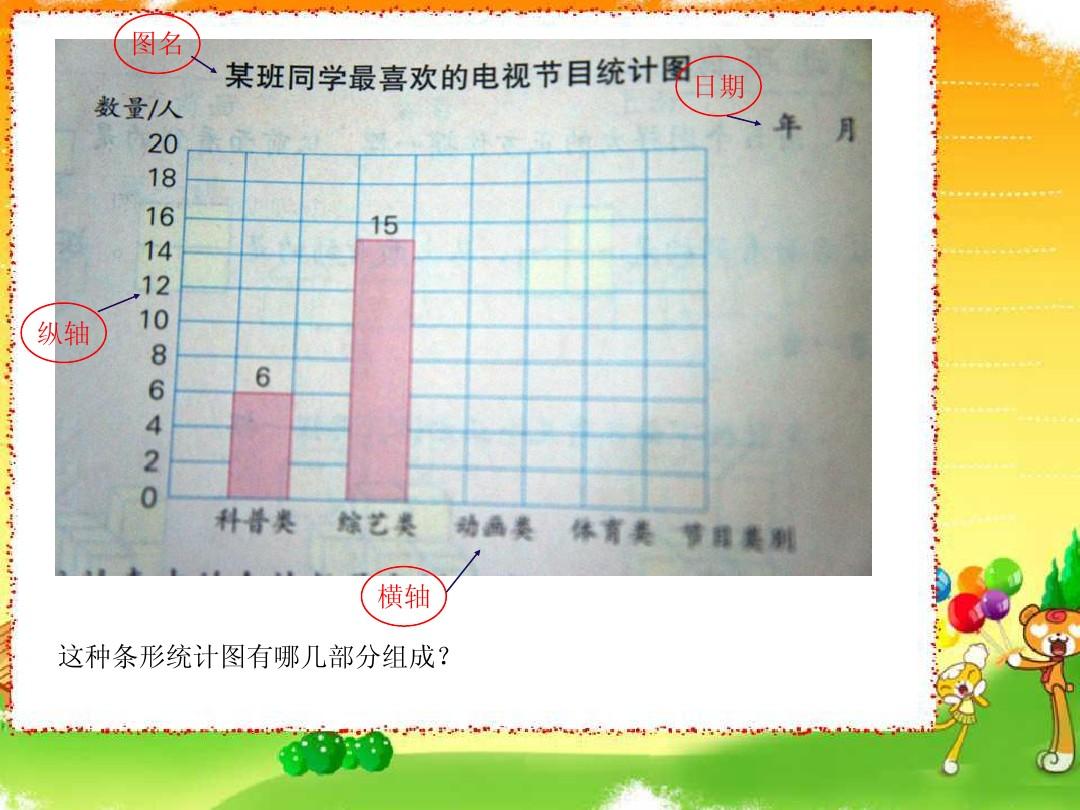 图名
某班同学最喜欢的电视节目统计图
日期
数量/人
年 月
20
18
16
15
14
12
纵轴
10
8
6
6
4
2
0
科普类 综艺类 动画类 体育类 节目类别
横轴
这种条形统计图有哪几部分组成?